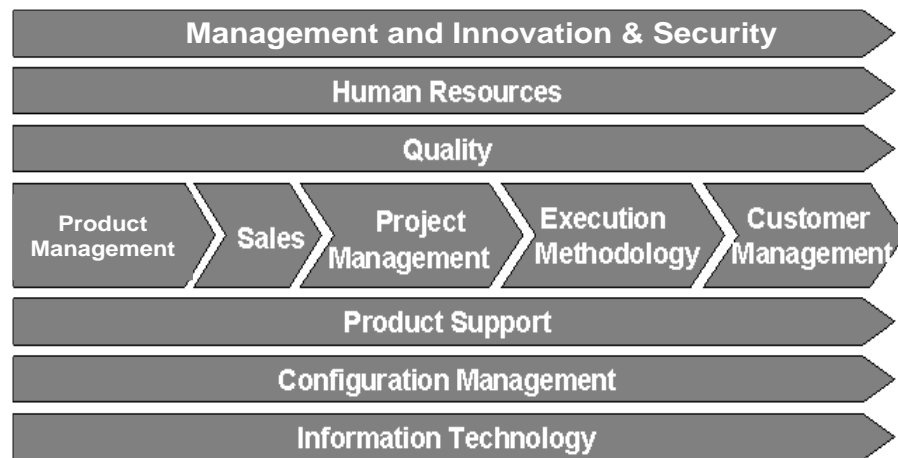 Management and Innovation & Security
Human Resources
Quality
Product
Management
Sales
Project
Management
Execution
Methodology
Customer
Management
Product Support
Configuration Management
Information Technology